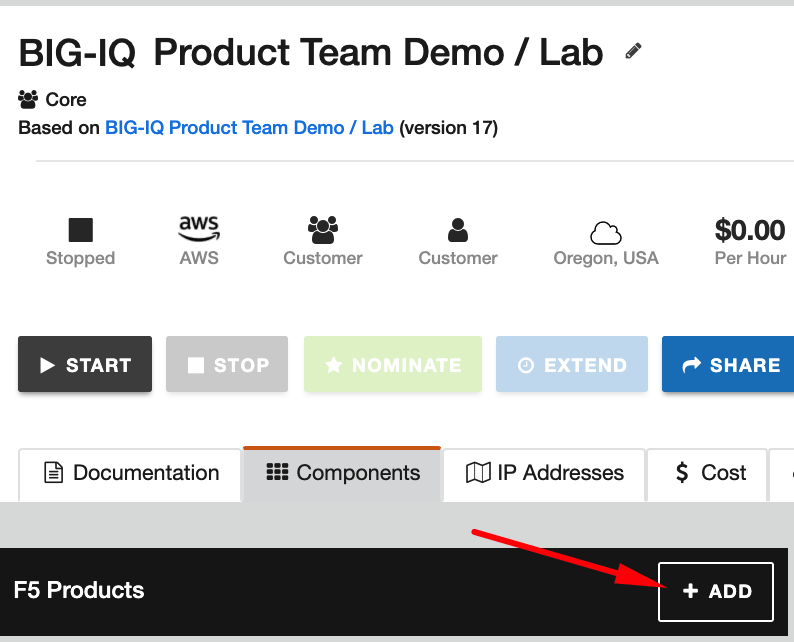 BIG-IQ Product Team Demo / Lab
Core
Based on BIG-IQ Product Team Demo / Lab (version 17)
aws $0.00
Stopped AWS Customer Customer Oregon, USA Per Hour
START STOP NOMINATE EXTEND SHARE
Documentation Components IP Addresses $ Cost
F5 Products + ADD